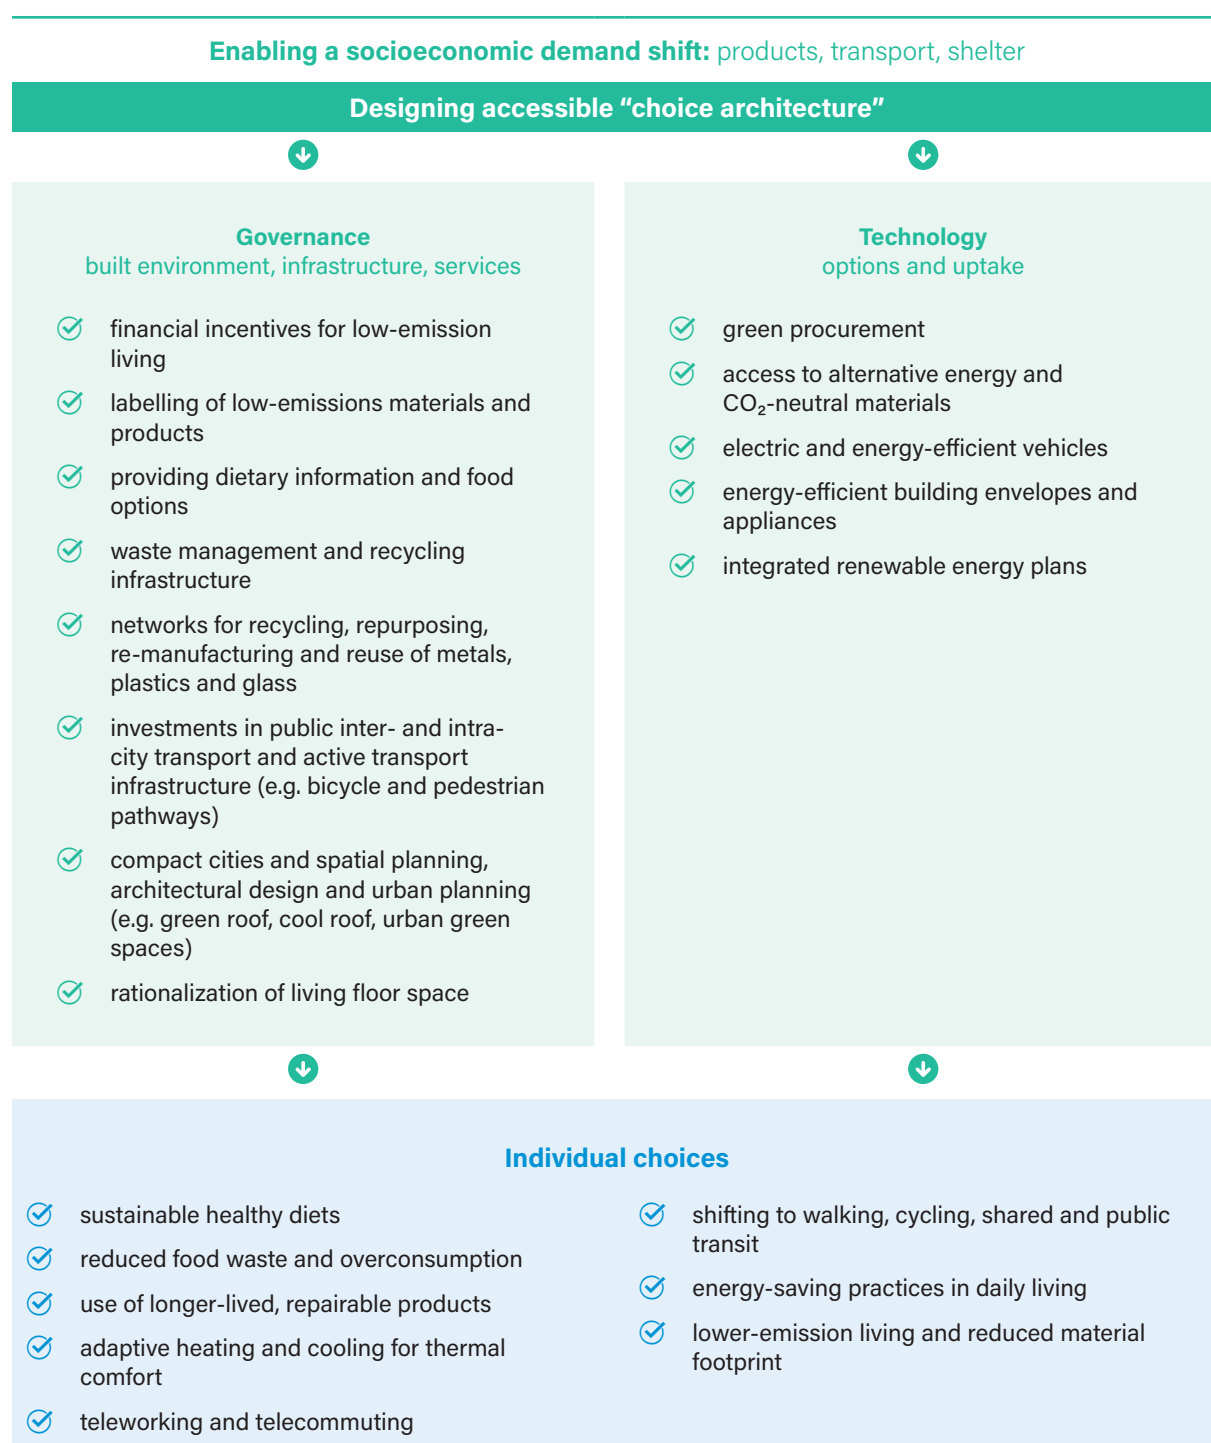 Enabling a socioeconomic demand shift: products, transport, shelter
Designing accessible “choice architecture”
Governance
built environment, infrastructure, services
financial incentives for low-emission
living
labelling of low-emissions materials and
products
providing dietary information and food
options
waste management and recycling
infrastructure
networks for recycling, repurposing,
re-manufacturing and reuse of metals,
plastics and glass
investments in public inter- and intra-
city transport and active transport
infrastructure (e.g. bicycle and pedestrian
pathways)
compact cities and spatial planning,
architectural design and urban planning
(e.g. green roof, cool roof, urban green
spaces)
rationalization of living floor space
Technology
options and uptake
green procurement
access to alternative energy and
CO₂-neutral materials
electric and energy-efficient vehicles
energy-efficient building envelopes and
appliances
integrated renewable energy plans
Individual choices
sustainable healthy diets
reduced food waste and overconsumption
use of longer-lived, repairable products
adaptive heating and cooling for thermal
comfort
teleworking and telecommuting
shifting to walking, cycling, shared and public
transit
energy-saving practices in daily living
lower-emission living and reduced material
footprint